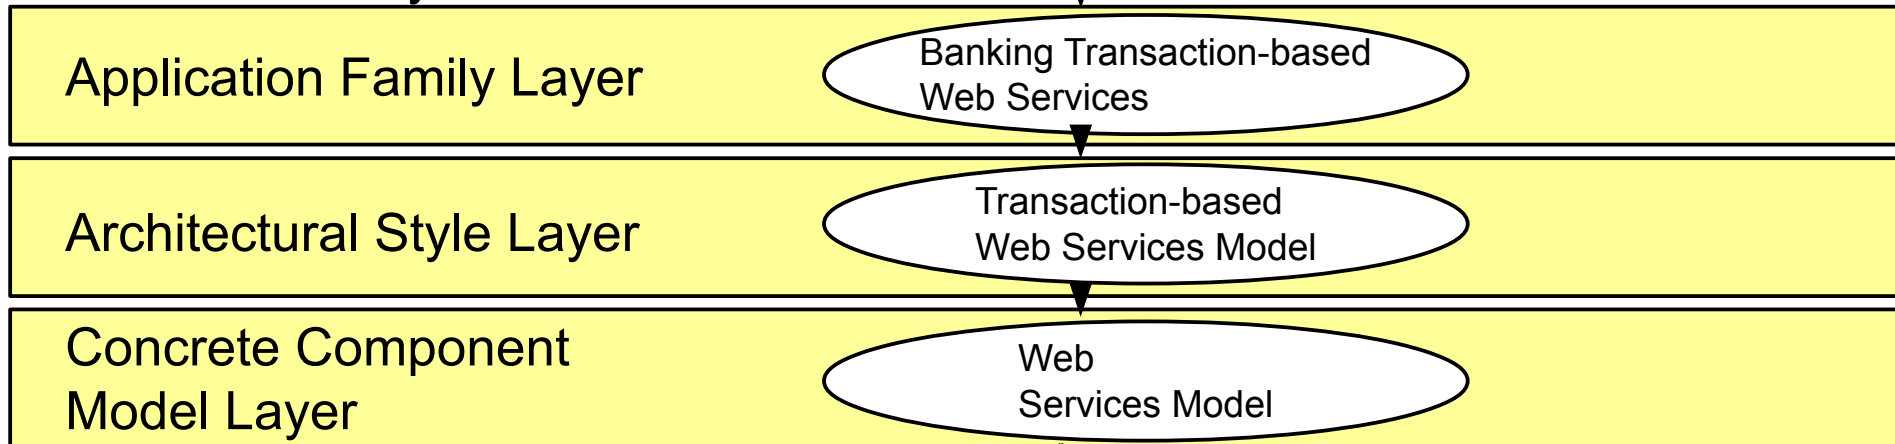 Application Family Layer
Banking Transaction-based
Web Services
Architectural Style Layer
Transaction-based
Web Services Model
Concrete Component
Model Layer
Web
Services Model